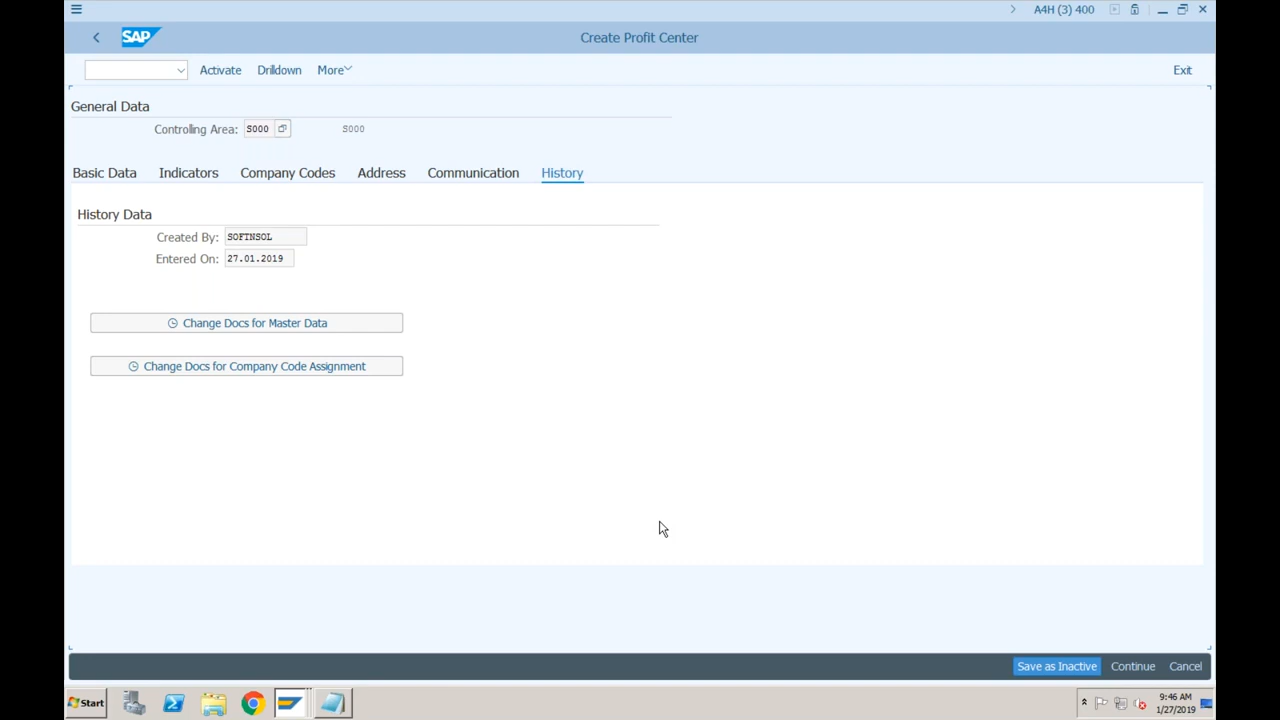 A4H (3) 400
SAP
Create Profit Center
Activate
Drilldown
More
Exit
General Data
Controlling Area: S000 S000
Basic Data
Indicators
Company Codes
Address
Communication
History
History Data
Created By: SOFTNSOL
Entered On: 27.01.2019
Change Docs for Master Data
Change Docs for Company Code Assignment
Save as Inactive
Continue
Cancel
Start
9:46 AM
1/27/2019